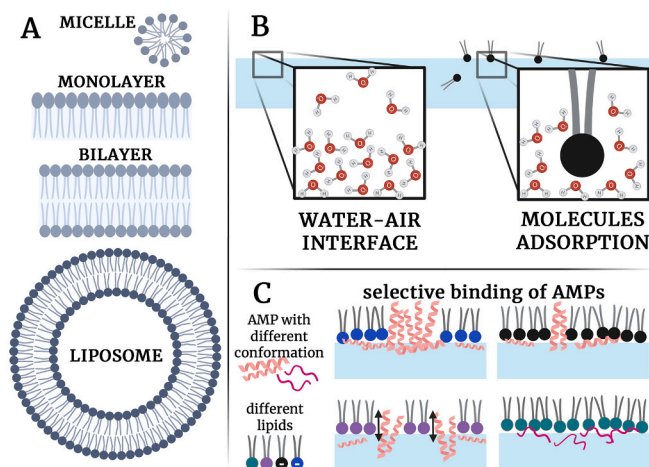 A
MICELLE
MONOLAYER
BILAYER
LIPOSOME
B
WATER-AIR
INTERFACE
MOLECULES
ADSORPTION
C
selective binding of AMPs
AMP with
different
conformation
different
lipids